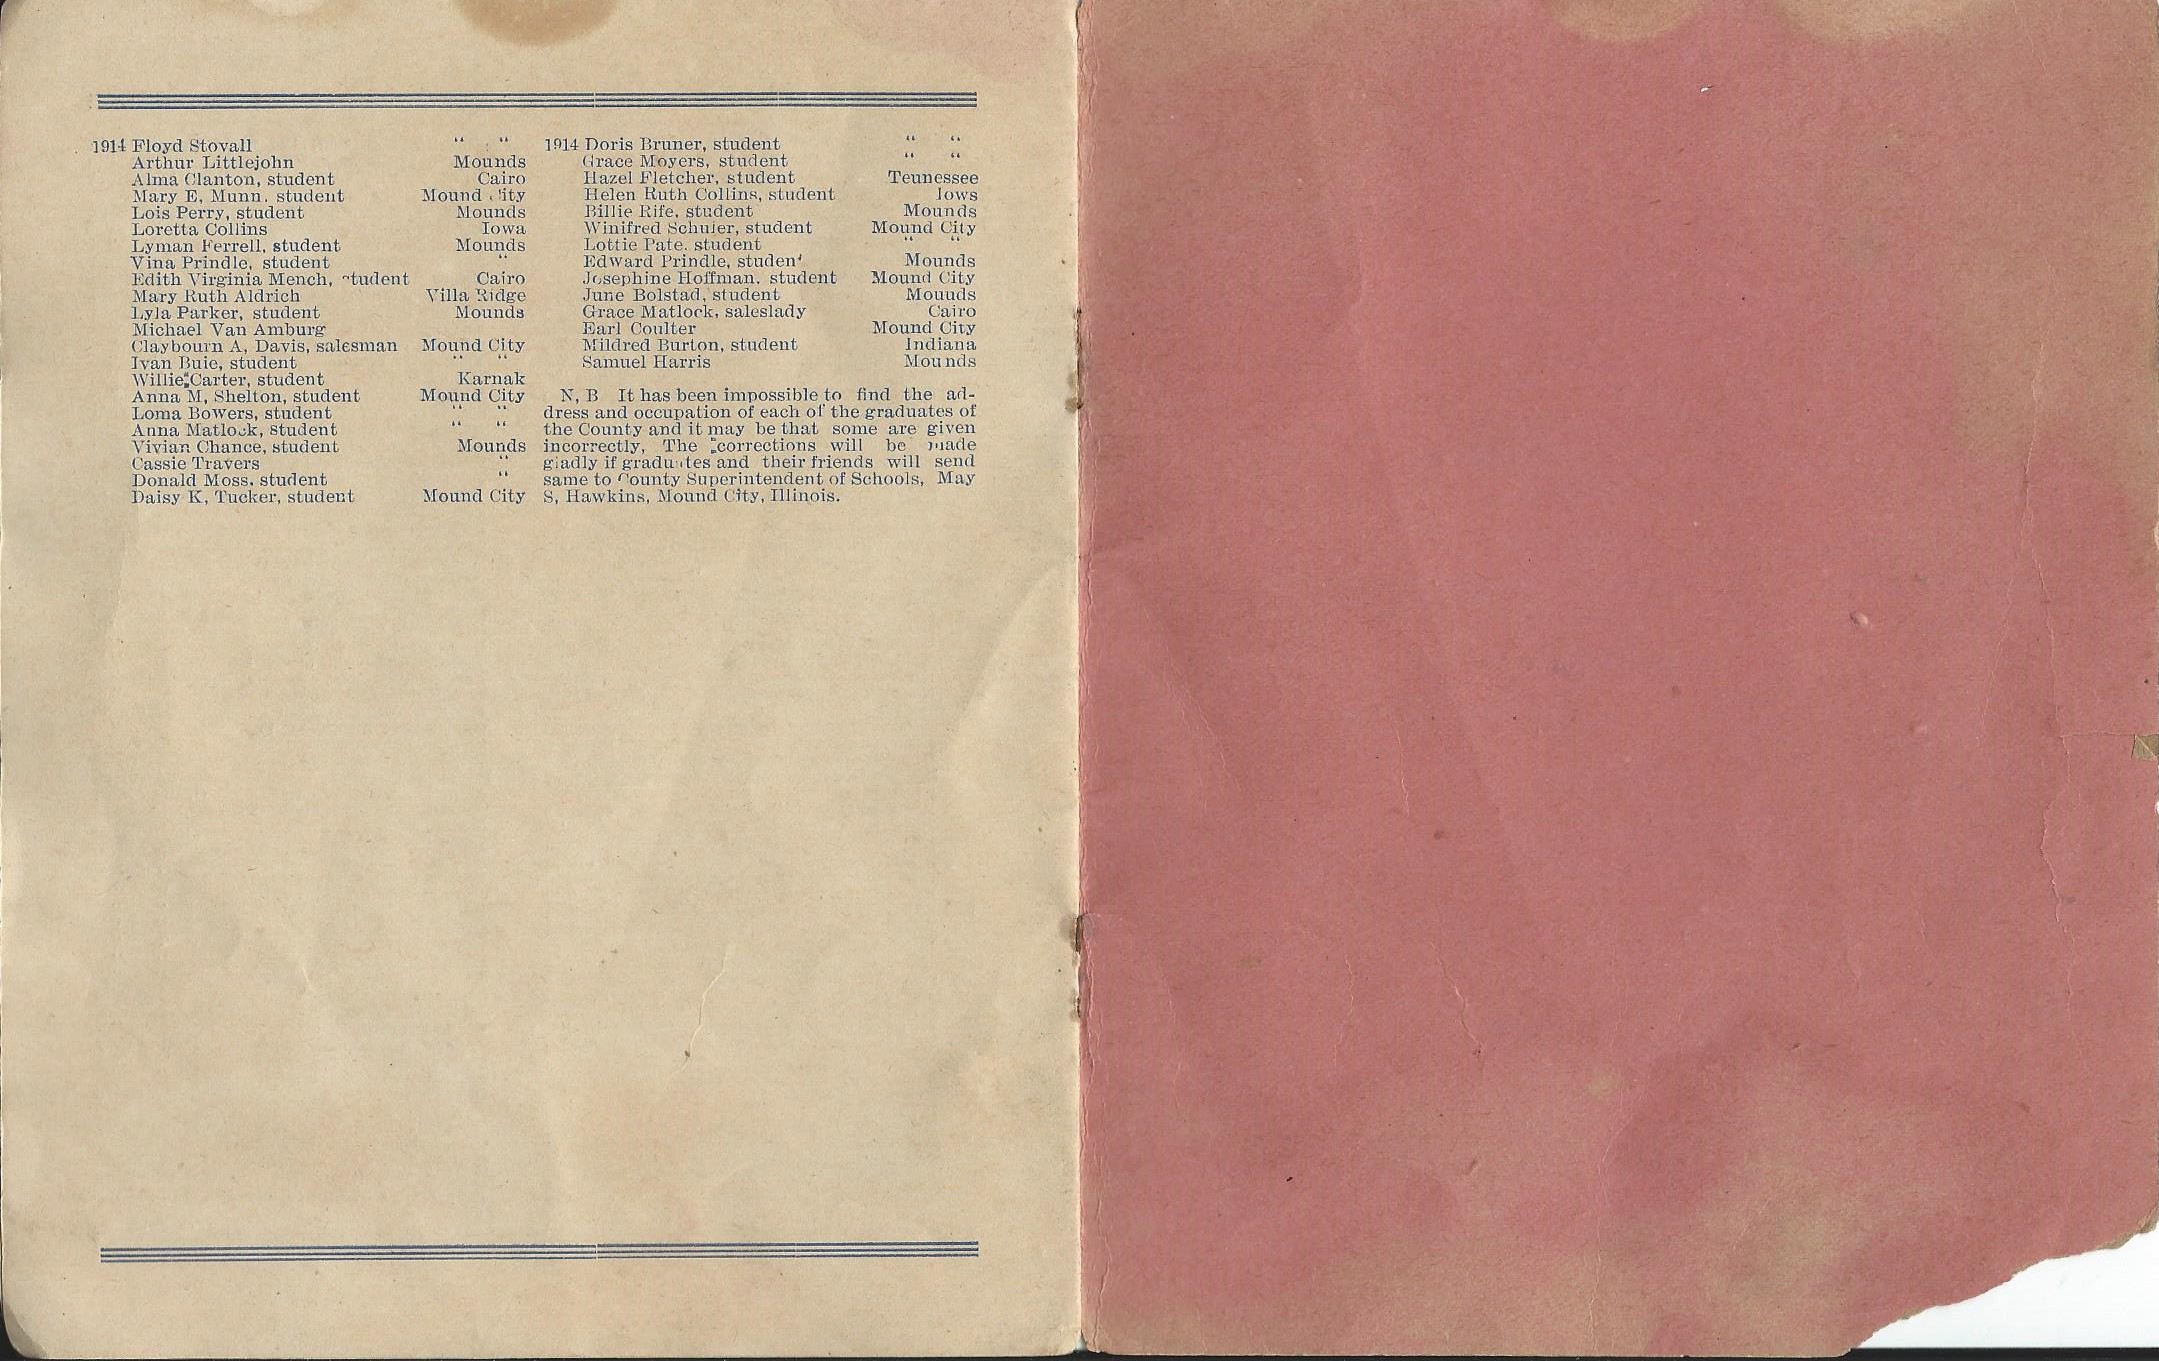 1914 Floyd Stovall “ “
Arthur Littlejohn Mounds
Alma Clanton, student Cairo
Mary E, Munn. student Mound City
Lois Perry, student Mounds
Loretta Collins Iowa
Lyman Ferrell, student Mounds
Vina Prindle, student “
Edith Virginia Mench, student Cairo
Mary Ruth Aldrich Villa Ridge
Lyla Parker, student Mounds
Michael Van Amburg
Claybourn A, Davis, salesman Mound City
Ivan Buie, student “ “
Willie Carter, student Karnak
Anna M, Shelton, student Mound City
Loma Bowers, student “ “
Anna Matlock, student “ “
Vivian Chance, student Mounds
Cassie Travers “
Donald Moss. student “
Daisy K, Tucker, student Mound City
1914 Doris Bruner, student “ “
Grace Moyers, student “ “
Hazel Fletcher, student Teunessee
Helen Ruth Collins, student Iows
Billie Rife. student Mounds
Winifred Schuler, student Mound City
Lottie Pate. student “ “
Edward Prindle, student Mounds
Josephine Hoffman. student Mound City
June Bolstad, student Mouuds
Grace Matlock, saleslady Cairo
Earl Coulter Mound City
Mildred Burton, student Indiana
Samuel Harris Mounds
N, B It has been impossible to find the ad-
dress and occupation of each of the graduates of
the County and it may be that some are given
incorrectly, The corrections will be made
gladly if graduates and their friends will send
same to County Superintendent of Schools, May
S, Hawkins, Mound City, Illinois.